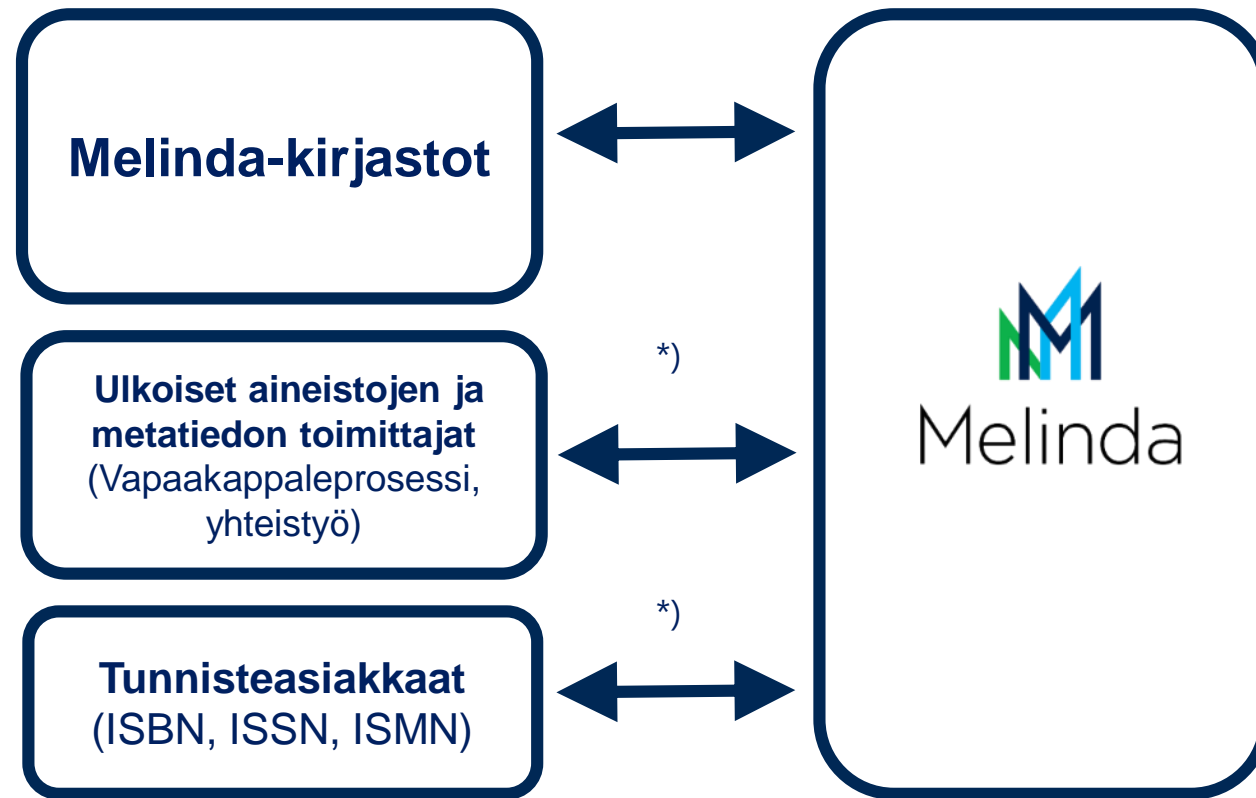 Melinda-kirjastot
Ulkoiset aineistojen ja
metatiedon toimittajat
(Vapaakappaleprosessi,
yhteistyö)
*)
Tunnisteasiakkaat
(ISBN, ISSN, ISMN)
*)
Melinda